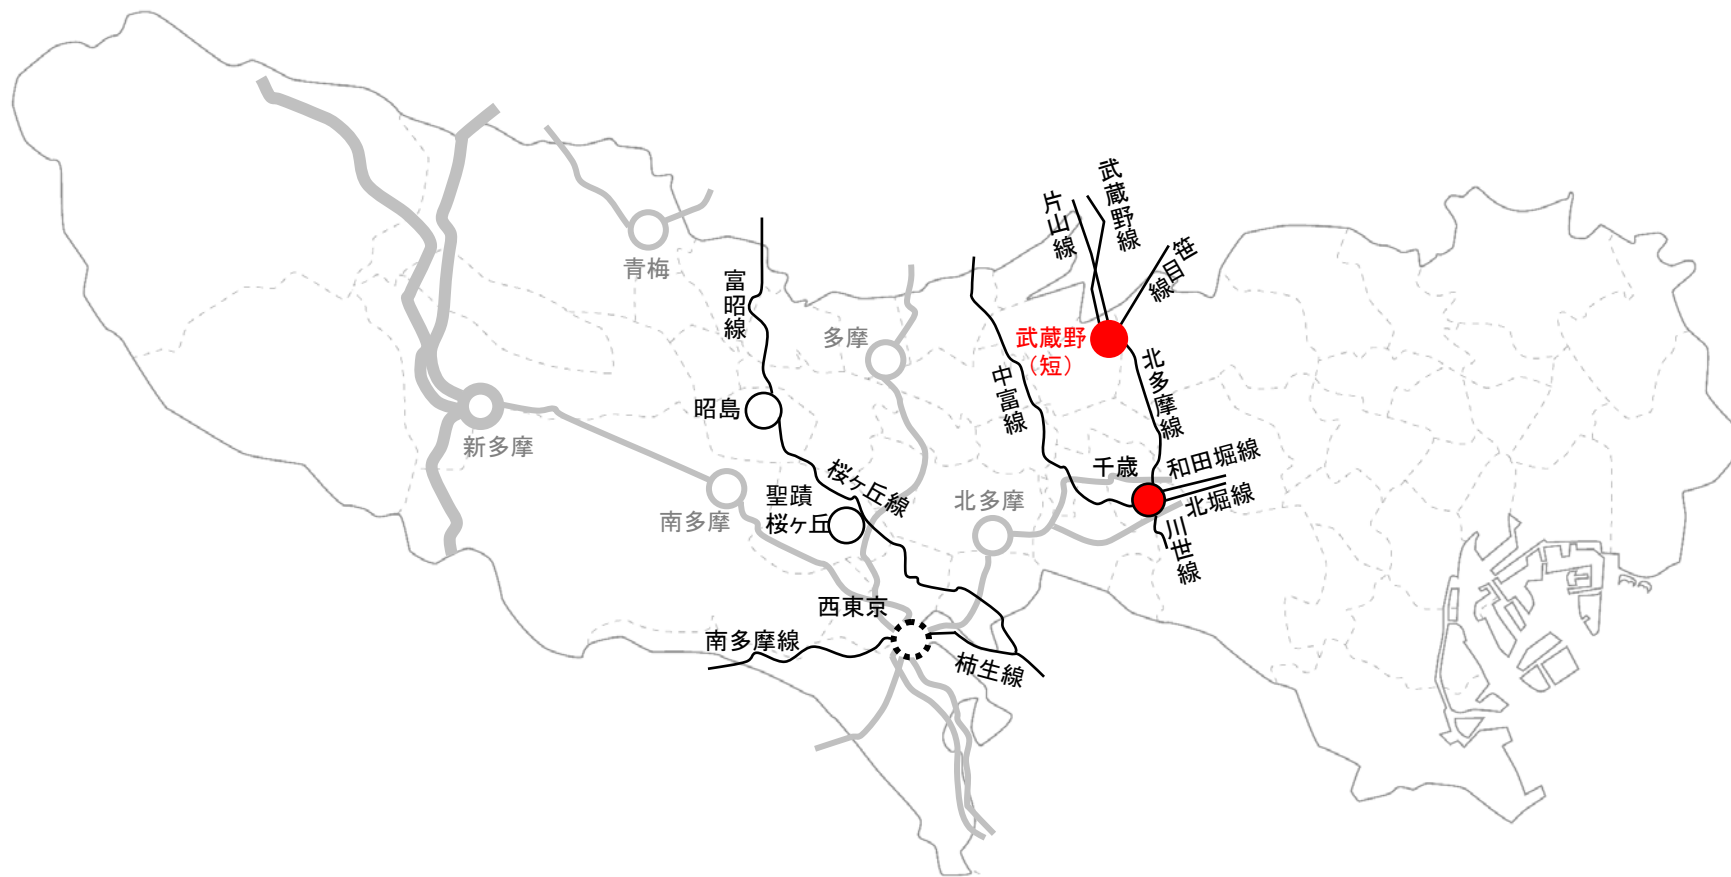 武蔵野線
片山線
笹目線
青梅
富昭線
多摩
武蔵野
(短)
中富線
北多摩線
昭島
新多摩
千歳
和田堀線
桜ヶ丘線
聖蹟
桜ヶ丘
南多摩
北多摩
北堀線
川世線
西東京
南多摩線
柿生線